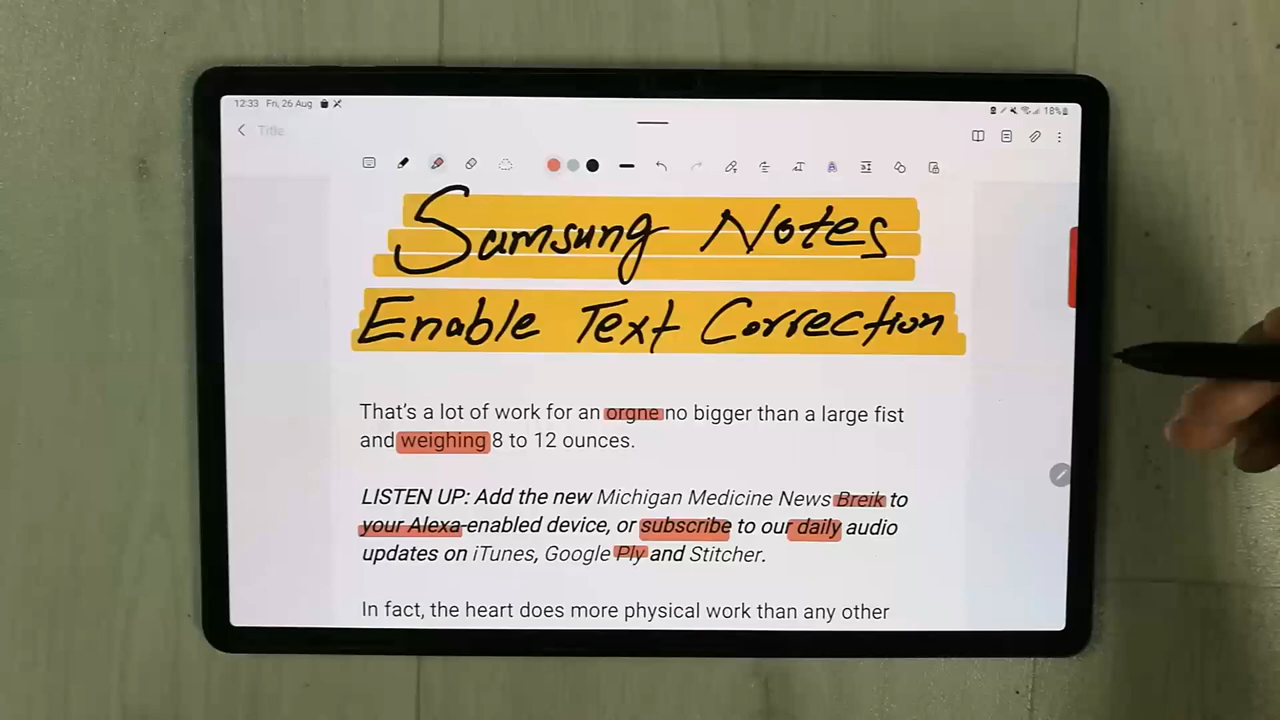 12:33 Fri, 26 Aug
18%
Title
Samsung Notes
Enable Text Correction
That's a lot of work for an orgne no bigger than a large fist
and weighing 8 to 12 ounces.
LISTEN UP: Add the new Michigan Medicine News Breik to
your Alexa-enabled device, or subscribe to our daily audio
updates on iTunes, Google Ply and Stitcher.
In fact, the heart does more physical work than any other